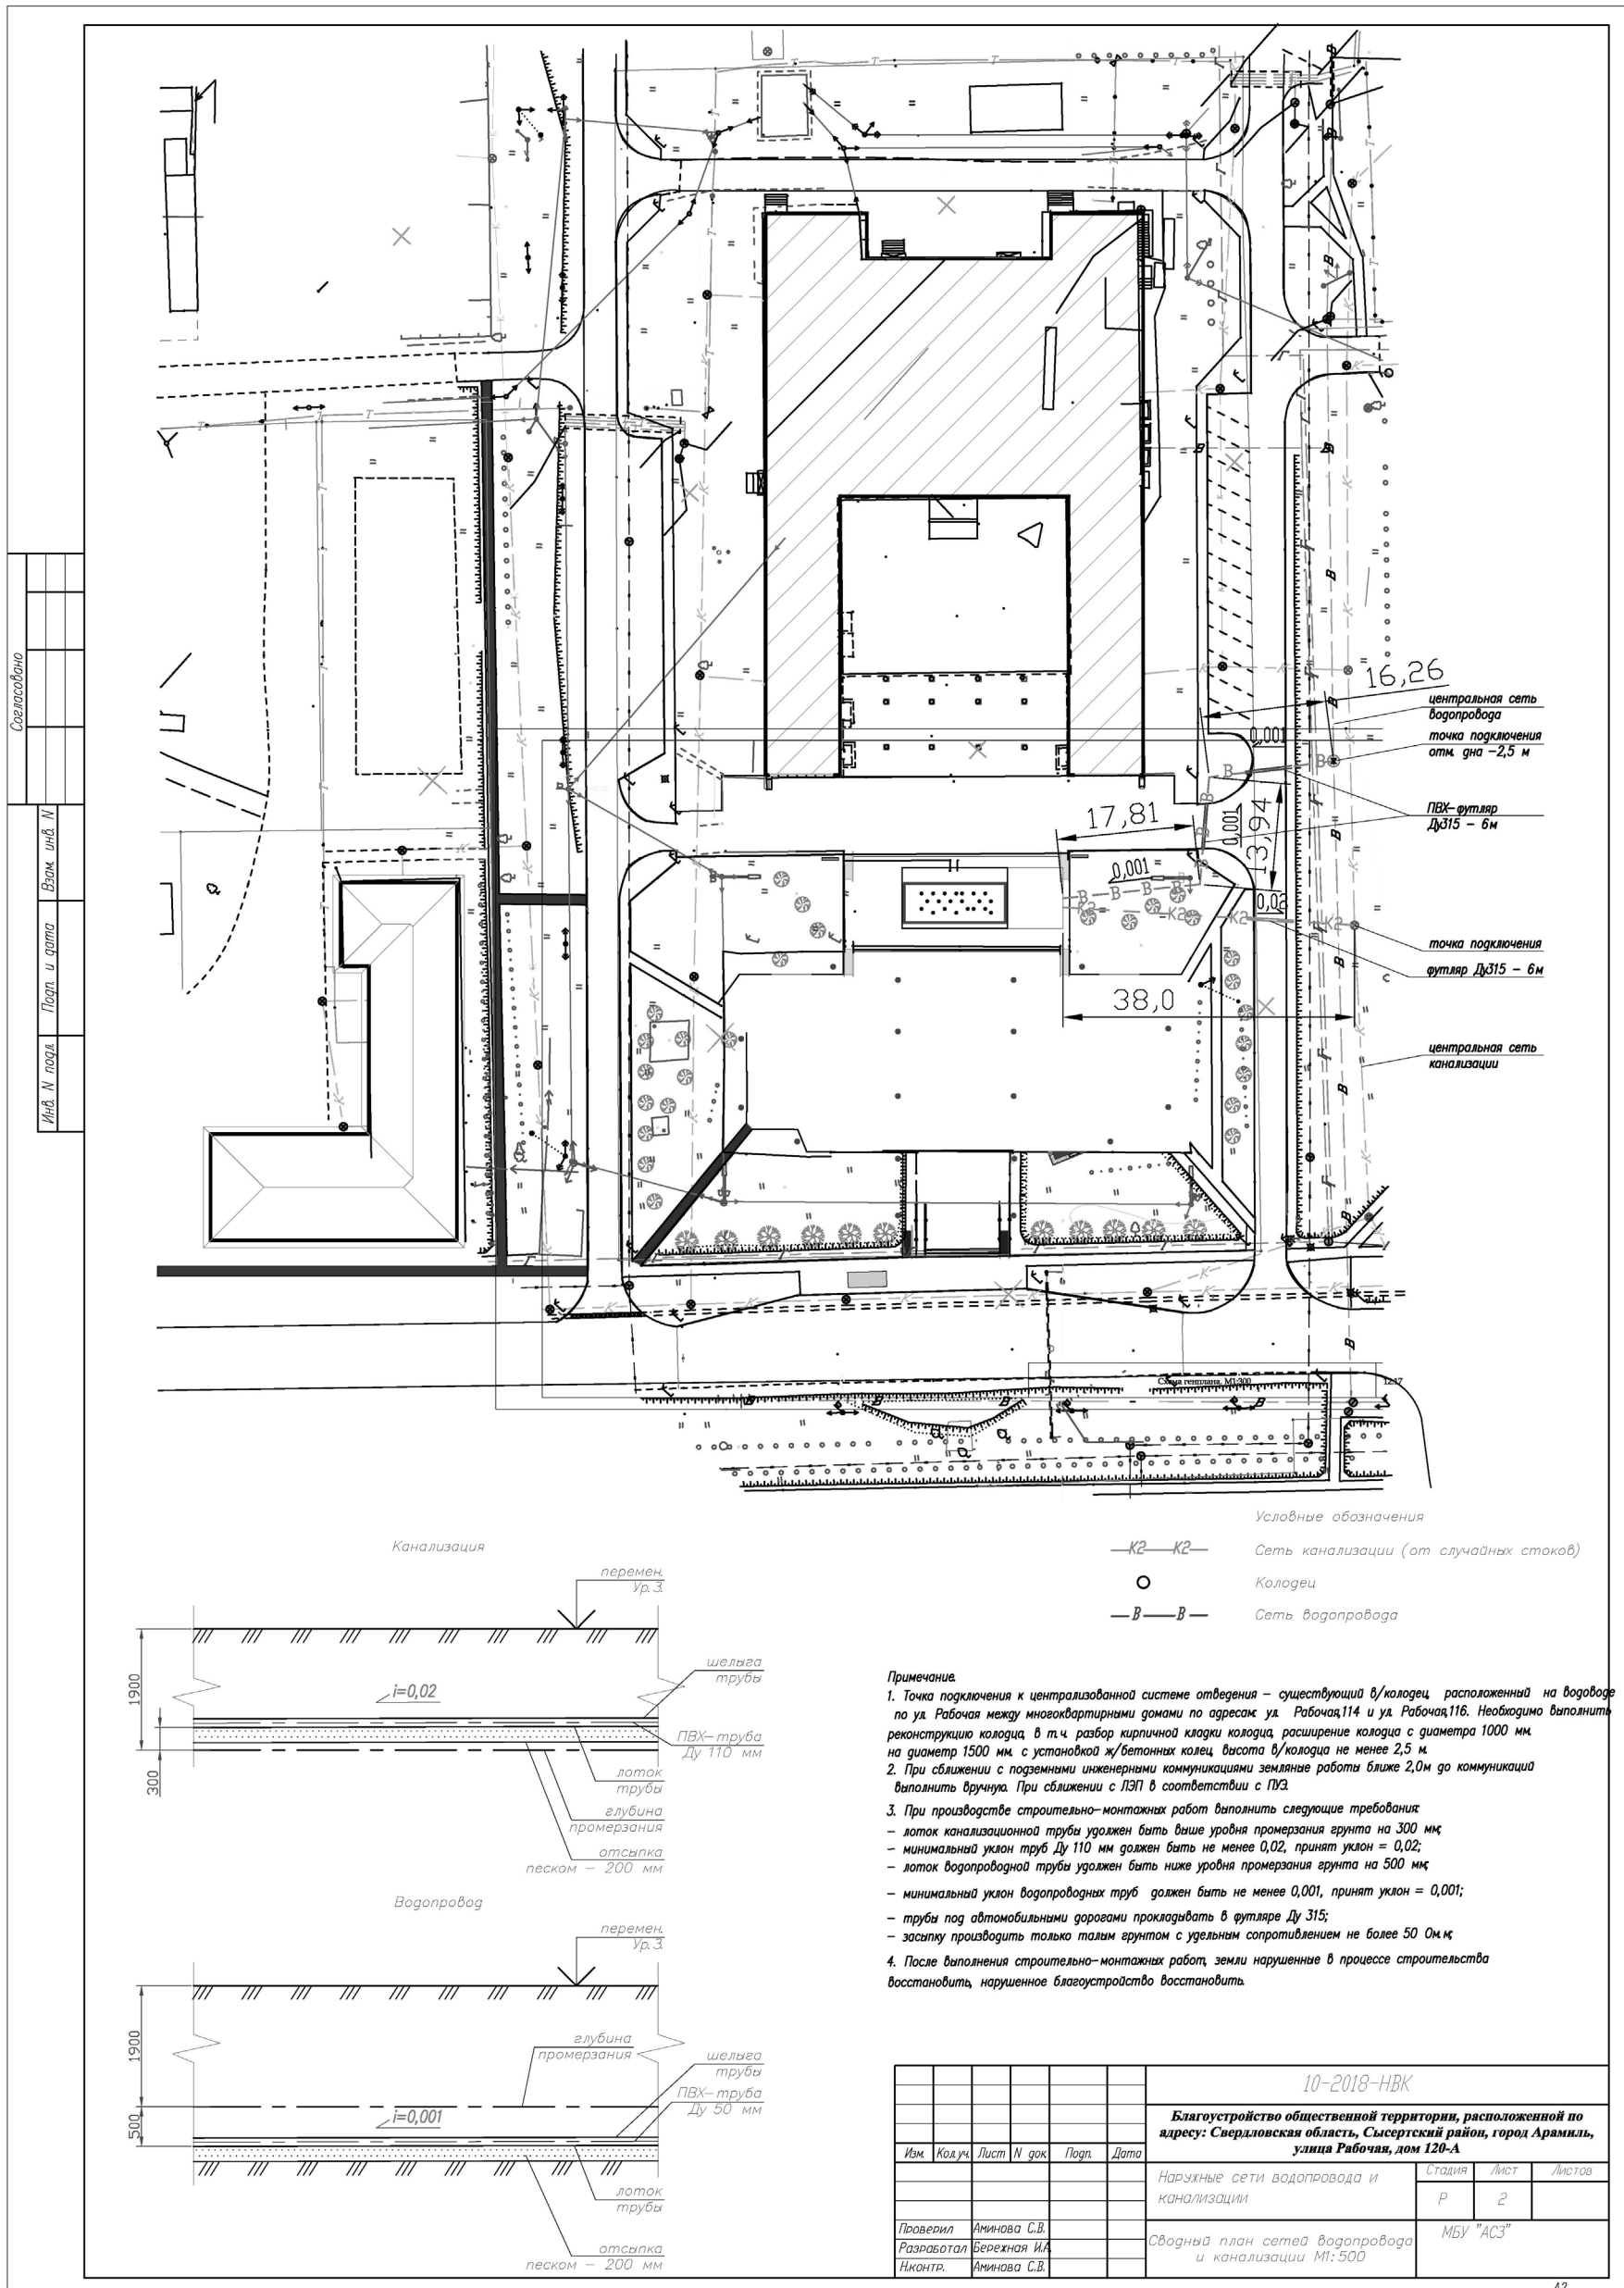 Согласовано
Взам. инв. N
Подп. и дата
Инв. N подл.
16,26
центральная сеть
водопровода
0,001
точка подключения
отм. дна -2,5 м
ПВХ-футляр
Ду315 - 6м
17,81
0,001
13,94
0,001
0,02
точка подключения
футляр Ду315 - 6м
38,0
центральная сеть
канализации
Схема генплана. М1:300
Условные обозначения
К2 К2
Сеть канализации (от случайных стоков)
Колодец
В В
Сеть водопровода
Канализация
перемен.
Ур.З.
1900
300
i=0,02
шелыга
трубы
ПВХ-труба
Ду 110 мм
лоток
трубы
глубина
промерзания
отсыпка
песком - 200 мм
Водопровод
перемен.
Ур.З.
1900
500
глубина
промерзания
i=0,001
шелыга
трубы
ПВХ-труба
Ду 50 мм
лоток
трубы
отсыпка
песком - 200 мм
Примечание.
1. Точка подключения к централизованной системе отведения - существующий в/колодец, расположенный на водоводе
по ул. Рабочая между многоквартирными домами по адресам: ул. Рабочая,114 и ул. Рабочая,116. Необходимо выполнить
реконструкцию колодца, в т.ч. разбор кирпичной кладки колодца, расширение колодца с диаметра 1000 мм.
на диаметр 1500 мм. с установкой ж/бетонных колец, высота в/колодца не менее 2,5 м.
2. При сближении с подземными инженерными коммуникациями земляные работы ближе 2,0м до коммуникаций
выполнить вручную. При сближении с ЛЭП в соответствии с ПУЭ.
3. При производстве строительно-монтажных работ выполнить следующие требования:
- лоток канализационной трубы удолжен быть выше уровня промерзания грунта на 300 мм;
- минимальный уклон труб Ду 110 мм должен быть не менее 0,02, принят уклон = 0,02;
- лоток водопроводной трубы удолжен быть ниже уровня промерзания грунта на 500 мм;
- минимальный уклон водопроводных труб должен быть не менее 0,001, принят уклон = 0,001;
- трубы под автомобильными дорогами прокладывать в футляре Ду 315;
- засыпку производить только талым грунтом с удельным сопротивлением не более 50 Ом.м;
4. После выполнения строительно-монтажных работ, земли нарушенные в процессе строительства
восстановить, нарушенное благоустройство восстановить.
10-2018-НВК
Благоустройство общественной территории, расположенной по
адресу: Свердловская область, Сысертский район, город Арамиль,
улица Рабочая, дом 120-А
Изм. Кол.уч. Лист N док. Подп. Дата
Наружные сети водопровода и
канализации
Стадия Лист Листов
Р 2
Проверил Аминова С.В.
Разработал Бережная И.А.
Н.контр. Аминова С.В.
Сводный план сетей водопровода
и канализации М1:500
МБУ "АСЗ"
А2